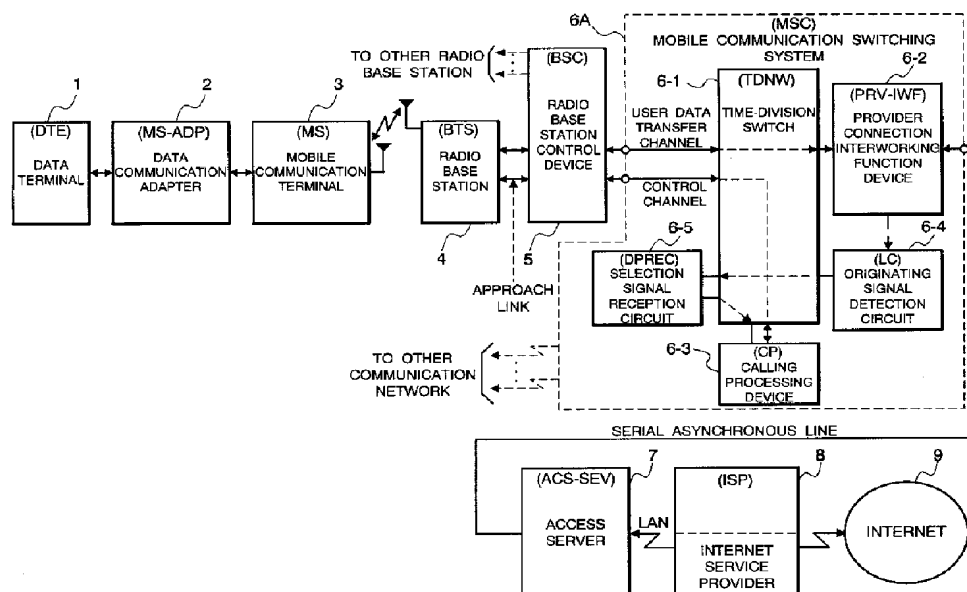 6A
(MSC)
MOBILE COMMUNICATION SWITCHING
SYSTEM
TO OTHER RADIO
BASE STATION
1
(DTE)
DATA
TERMINAL
2
(MS-ADP)
DATA
COMMUNICATION
ADAPTER
3
(MS)
MOBILE
COMMUNICATION
TERMINAL
(BTS)
RADIO
BASE
STATION
4
(BSC)
RADIO
BASE
STATION
CONTROL
DEVICE
5
APPROACH
LINK
USER DATA
TRANSFER
CHANNEL
CONTROL
CHANNEL
6-1
(TDNW)
TIME-DIVISION
SWITCH
6-2
(PRV-IWF)
PROVIDER
CONNECTION
INTERWORKING
FUNCTION
DEVICE
6-5
(DPREC)
SELECTION
SIGNAL
RECEPTION
CIRCUIT
6-4
(LC)
ORIGINATING
SIGNAL
DETECTION
CIRCUIT
6-3
(CP)
CALLING
PROCESSING
DEVICE
TO OTHER
COMMUNICATION
NETWORK
SERIAL ASYNCHRONOUS LINE
7
(ACS-SEV)
ACCESS
SERVER
LAN
8
(ISP)
INTERNET
SERVICE
PROVIDER
9
INTERNET